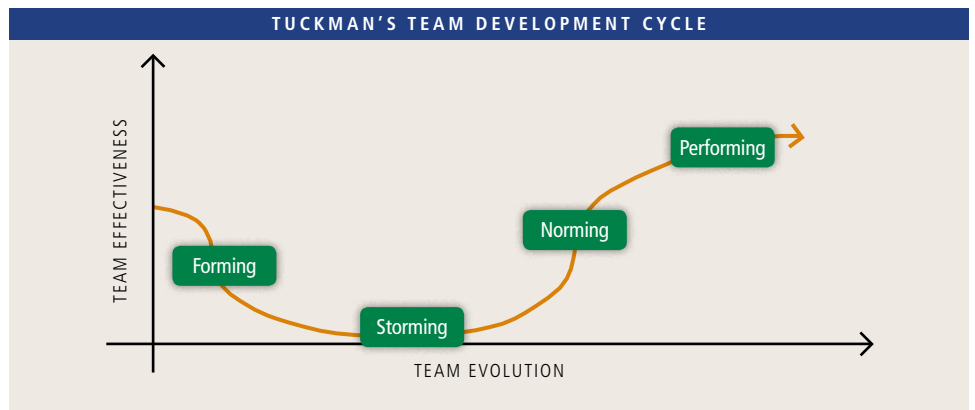 TUCKMAN’S TEAM DEVELOPMENT CYCLE
TEAM EFFECTIVENESS
Performing
Norming
Forming
Storming
TEAM EVOLUTION